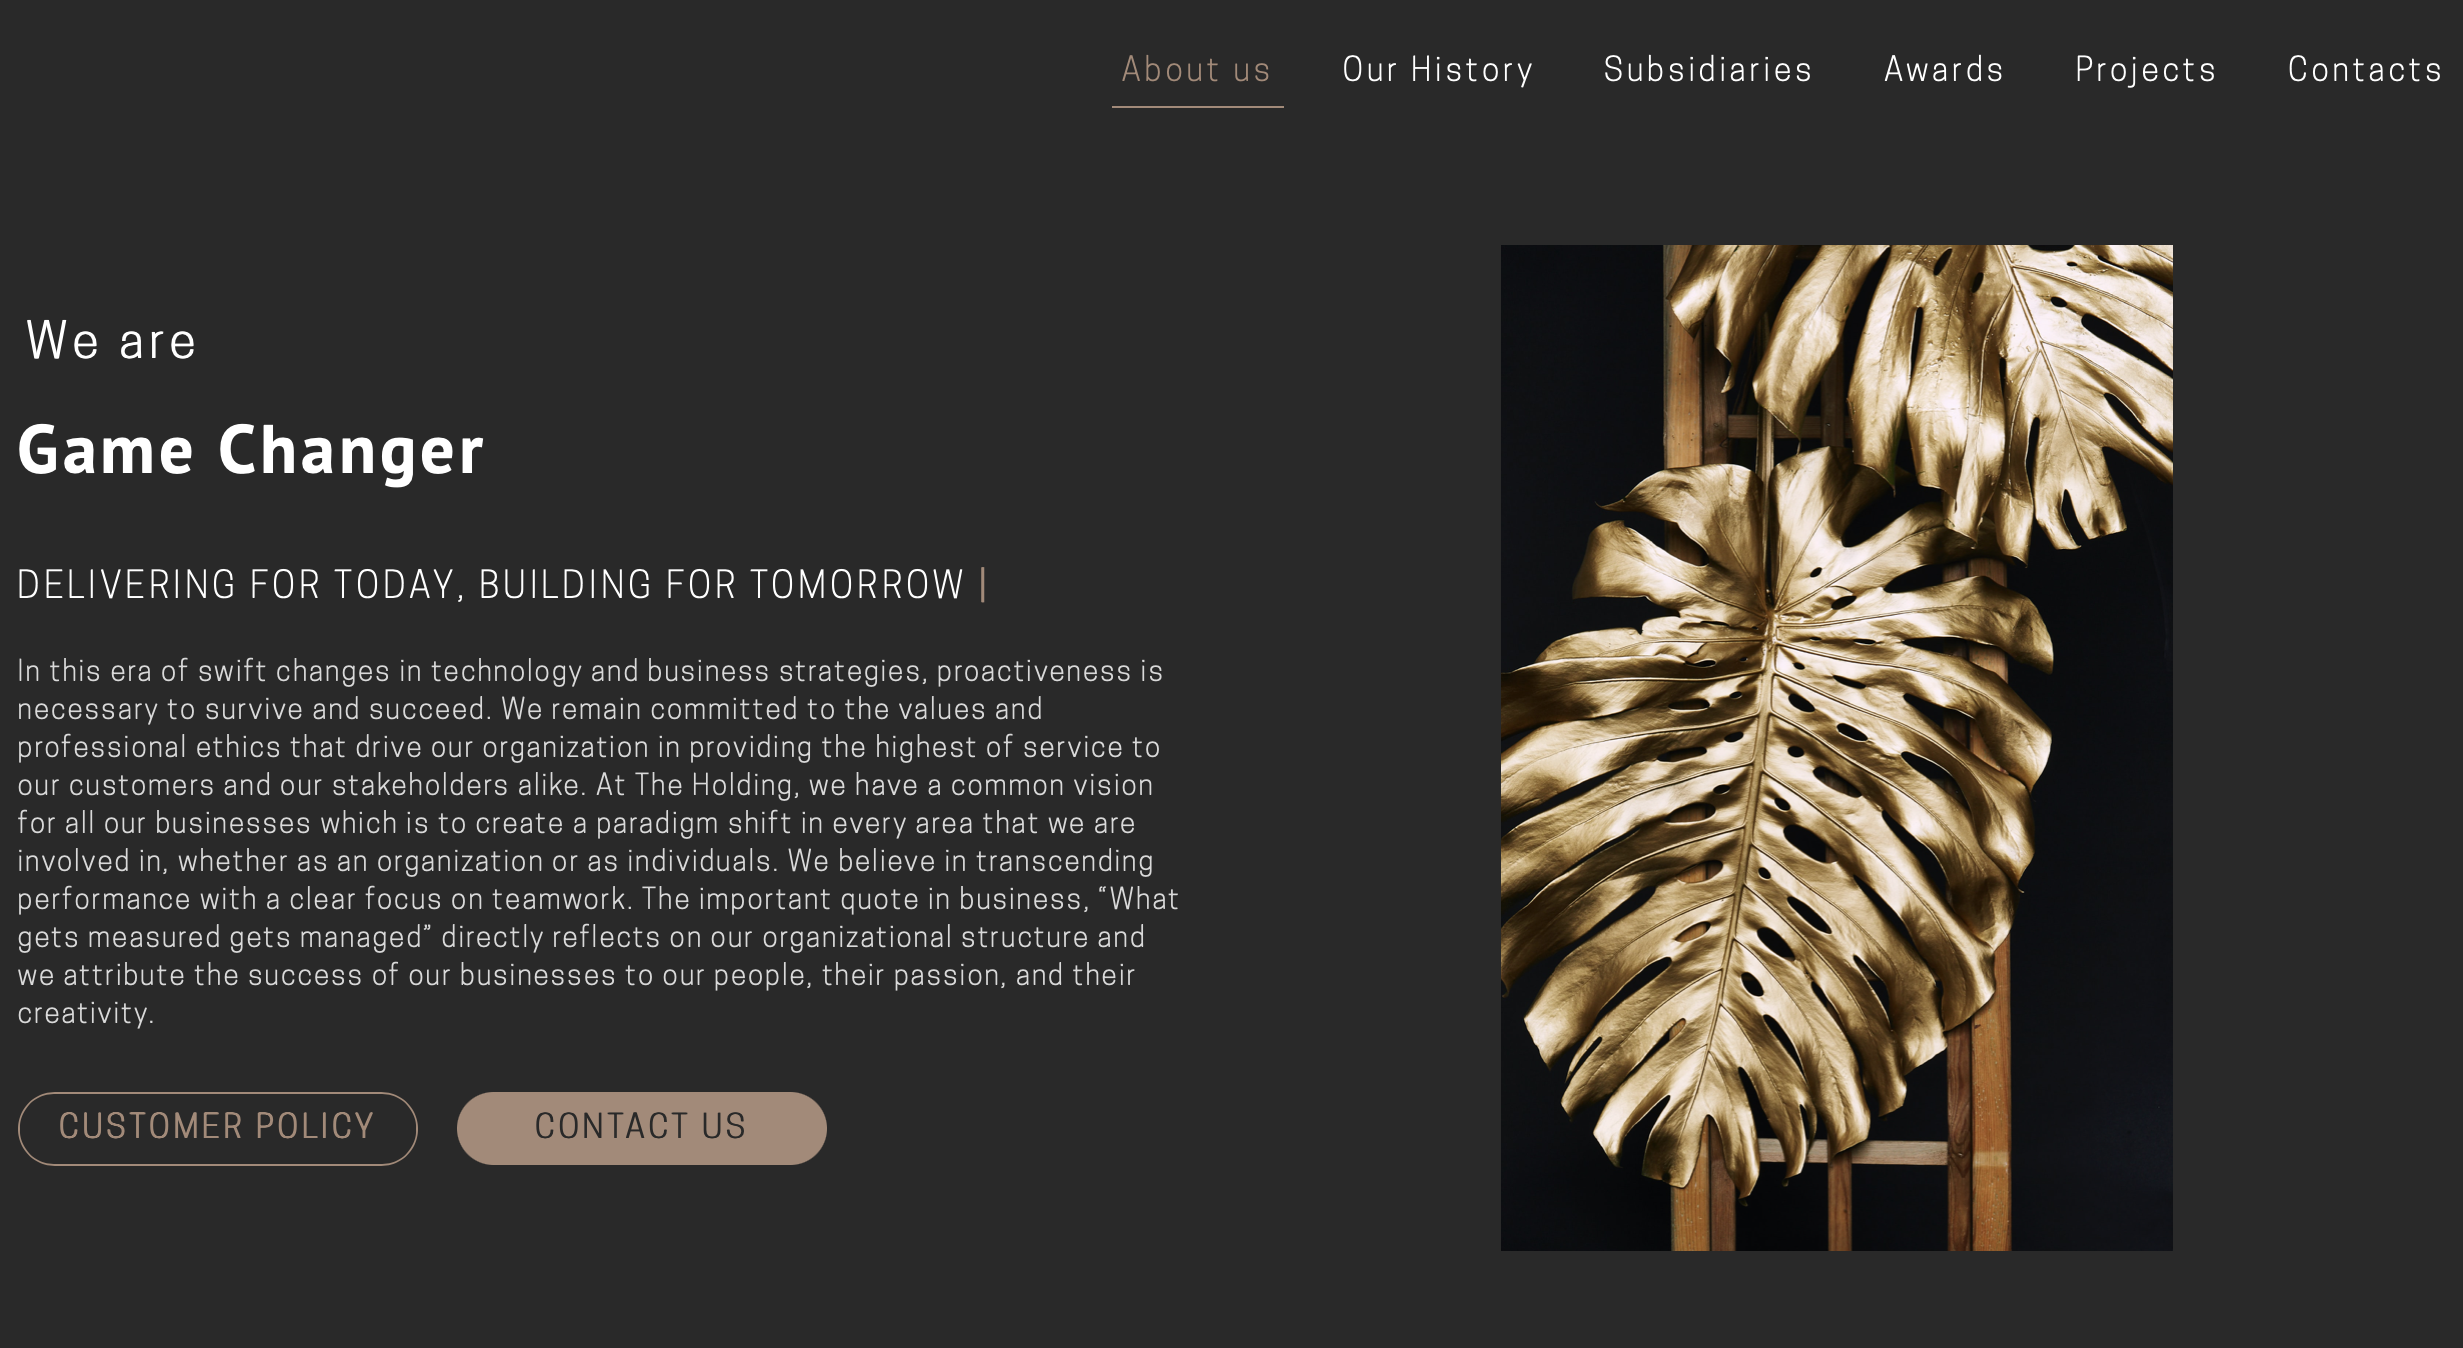 About us Our History Subsidiaries Awards Projects Contacts
We are
Game Changer
DELIVERING FOR TODAY, BUILDING FOR TOMORROW |
In this era of swift changes in technology and business strategies, proactiveness is
necessary to survive and succeed. We remain committed to the values and
professional ethics that drive our organization in providing the highest of service to
our customers and our stakeholders alike. At The Holding, we have a common vision
for all our businesses which is to create a paradigm shift in every area that we are
involved in, whether as an organization or as individuals. We believe in transcending
performance with a clear focus on teamwork. The important quote in business, “What
gets measured gets managed” directly reflects on our organizational structure and
we attribute the success of our businesses to our people, their passion, and their
creativity.
CUSTOMER POLICY CONTACT US